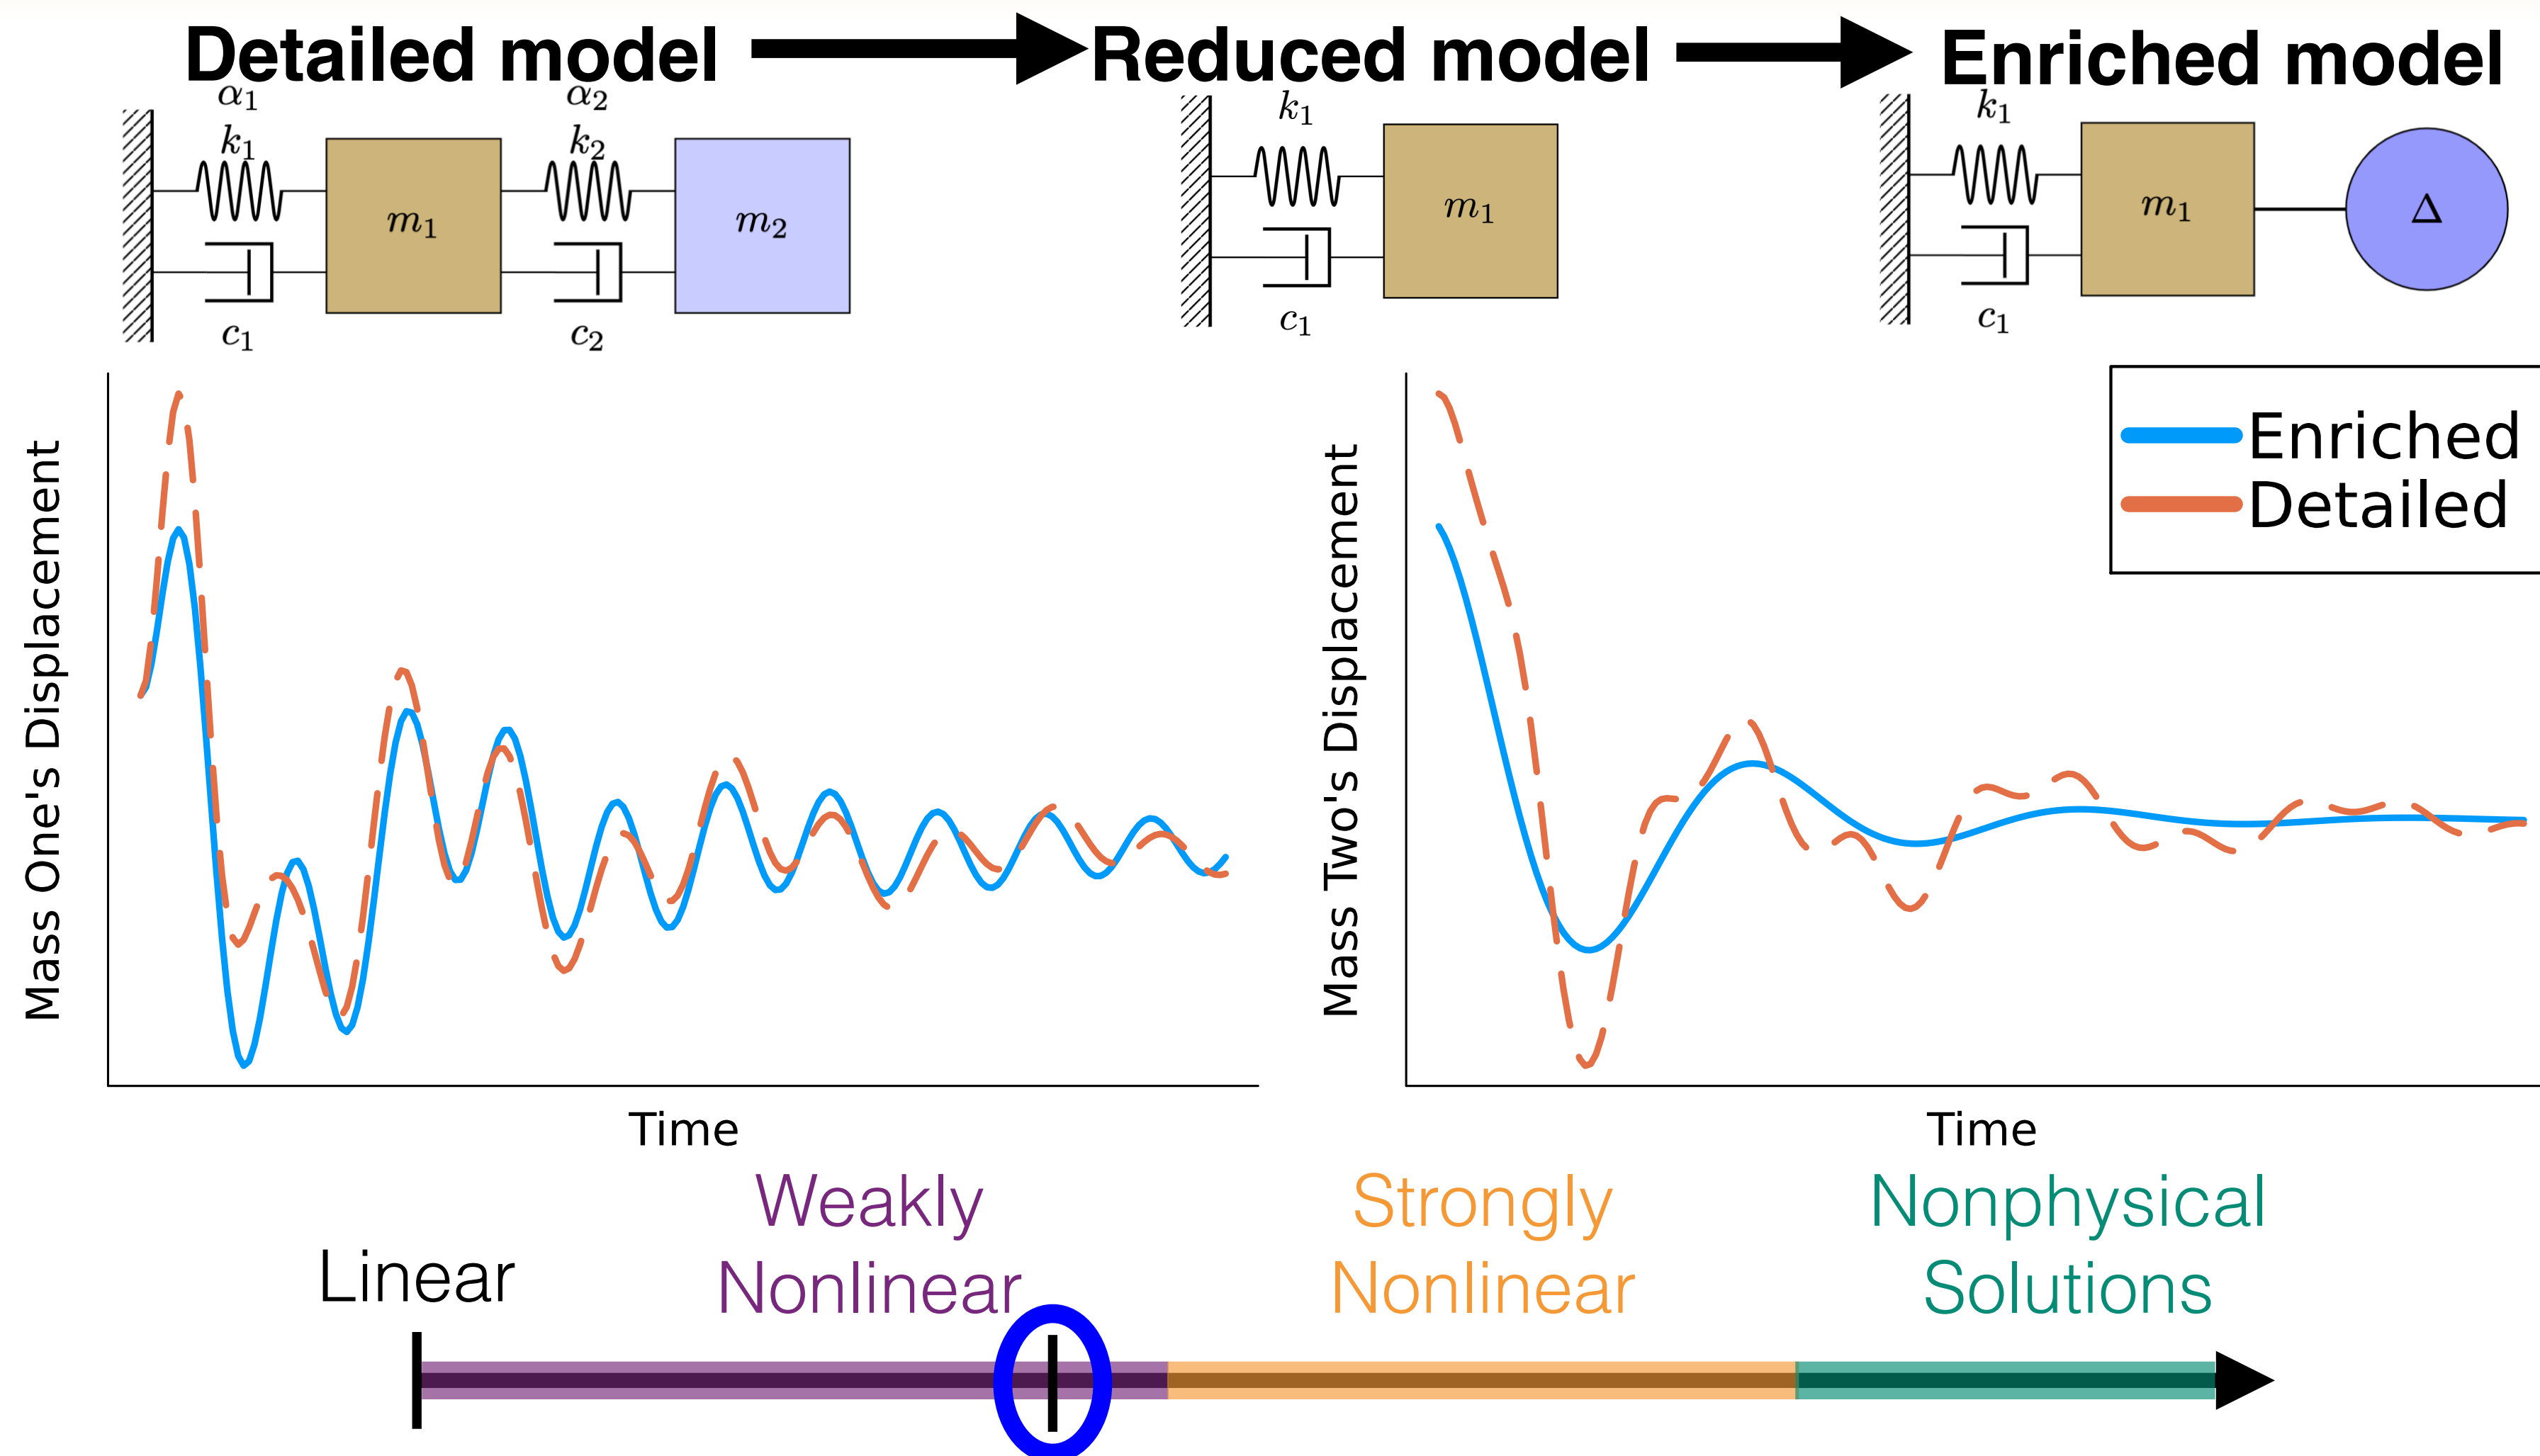 Detailed model
Reduced model
Enriched model
α₁
α₂
k₁
k₂
m₁
m₂
c₁
c₂
k₁
m₁
c₁
k₁
m₁
Δ
c₁
Mass One's Displacement
Time
Mass Two's Displacement
Time
Enriched
Detailed
Linear
Weakly
Nonlinear
Strongly
Nonlinear
Nonphysical
Solutions